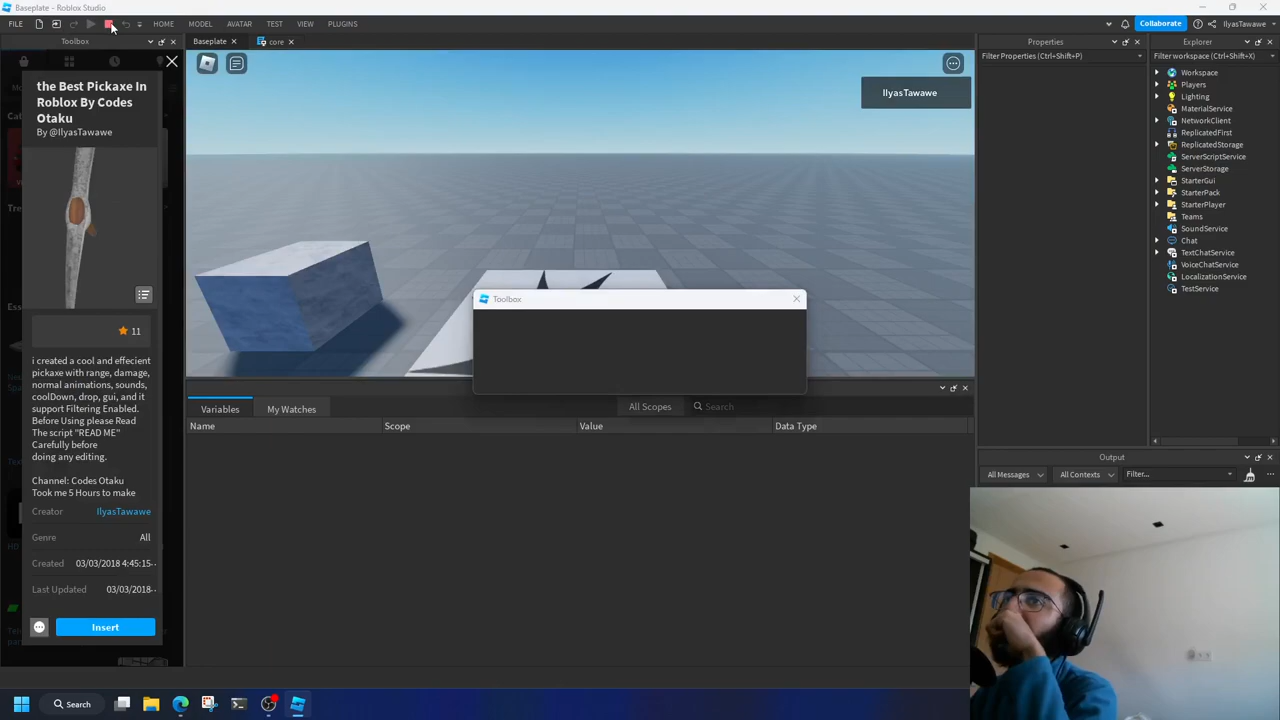 Baseplate - Roblox Studio
FILE HOME MODEL AVATAR TEST VIEW PLUGINS Collaborate IlyasTawawe
Toolbox
the Best Pickaxe In
Roblox By Codes
Otaku
By @IlyasTawawe
11
i created a cool and effecient
pickaxe with range, damage,
normal animations, sounds,
coolDown, drop, gui, and it
support Filtering Enabled.
Before Using please Read
The script "READ ME"
Carefully before
doing any editing.
Channel: Codes Otaku
Took me 5 Hours to make
Creator IlyasTawawe
Genre All
Created 03/03/2018 4:45:15..
Last Updated 03/03/2018..
Insert
Baseplate core
IlyasTawawe
Toolbox
Variables My Watches All Scopes Search
Name Scope Value Data Type
Properties
Filter Properties (Ctrl+Shift+P)
Explorer
Filter workspace (Ctrl+Shift+X)
Workspace
Players
Lighting
MaterialService
NetworkClient
ReplicatedFirst
ReplicatedStorage
ServerScriptService
ServerStorage
StarterGui
StarterPack
StarterPlayer
Teams
SoundService
Chat
TextChatService
VoiceChatService
LocalizationService
TestService
Output
All Messages All Contexts Filter...
Search